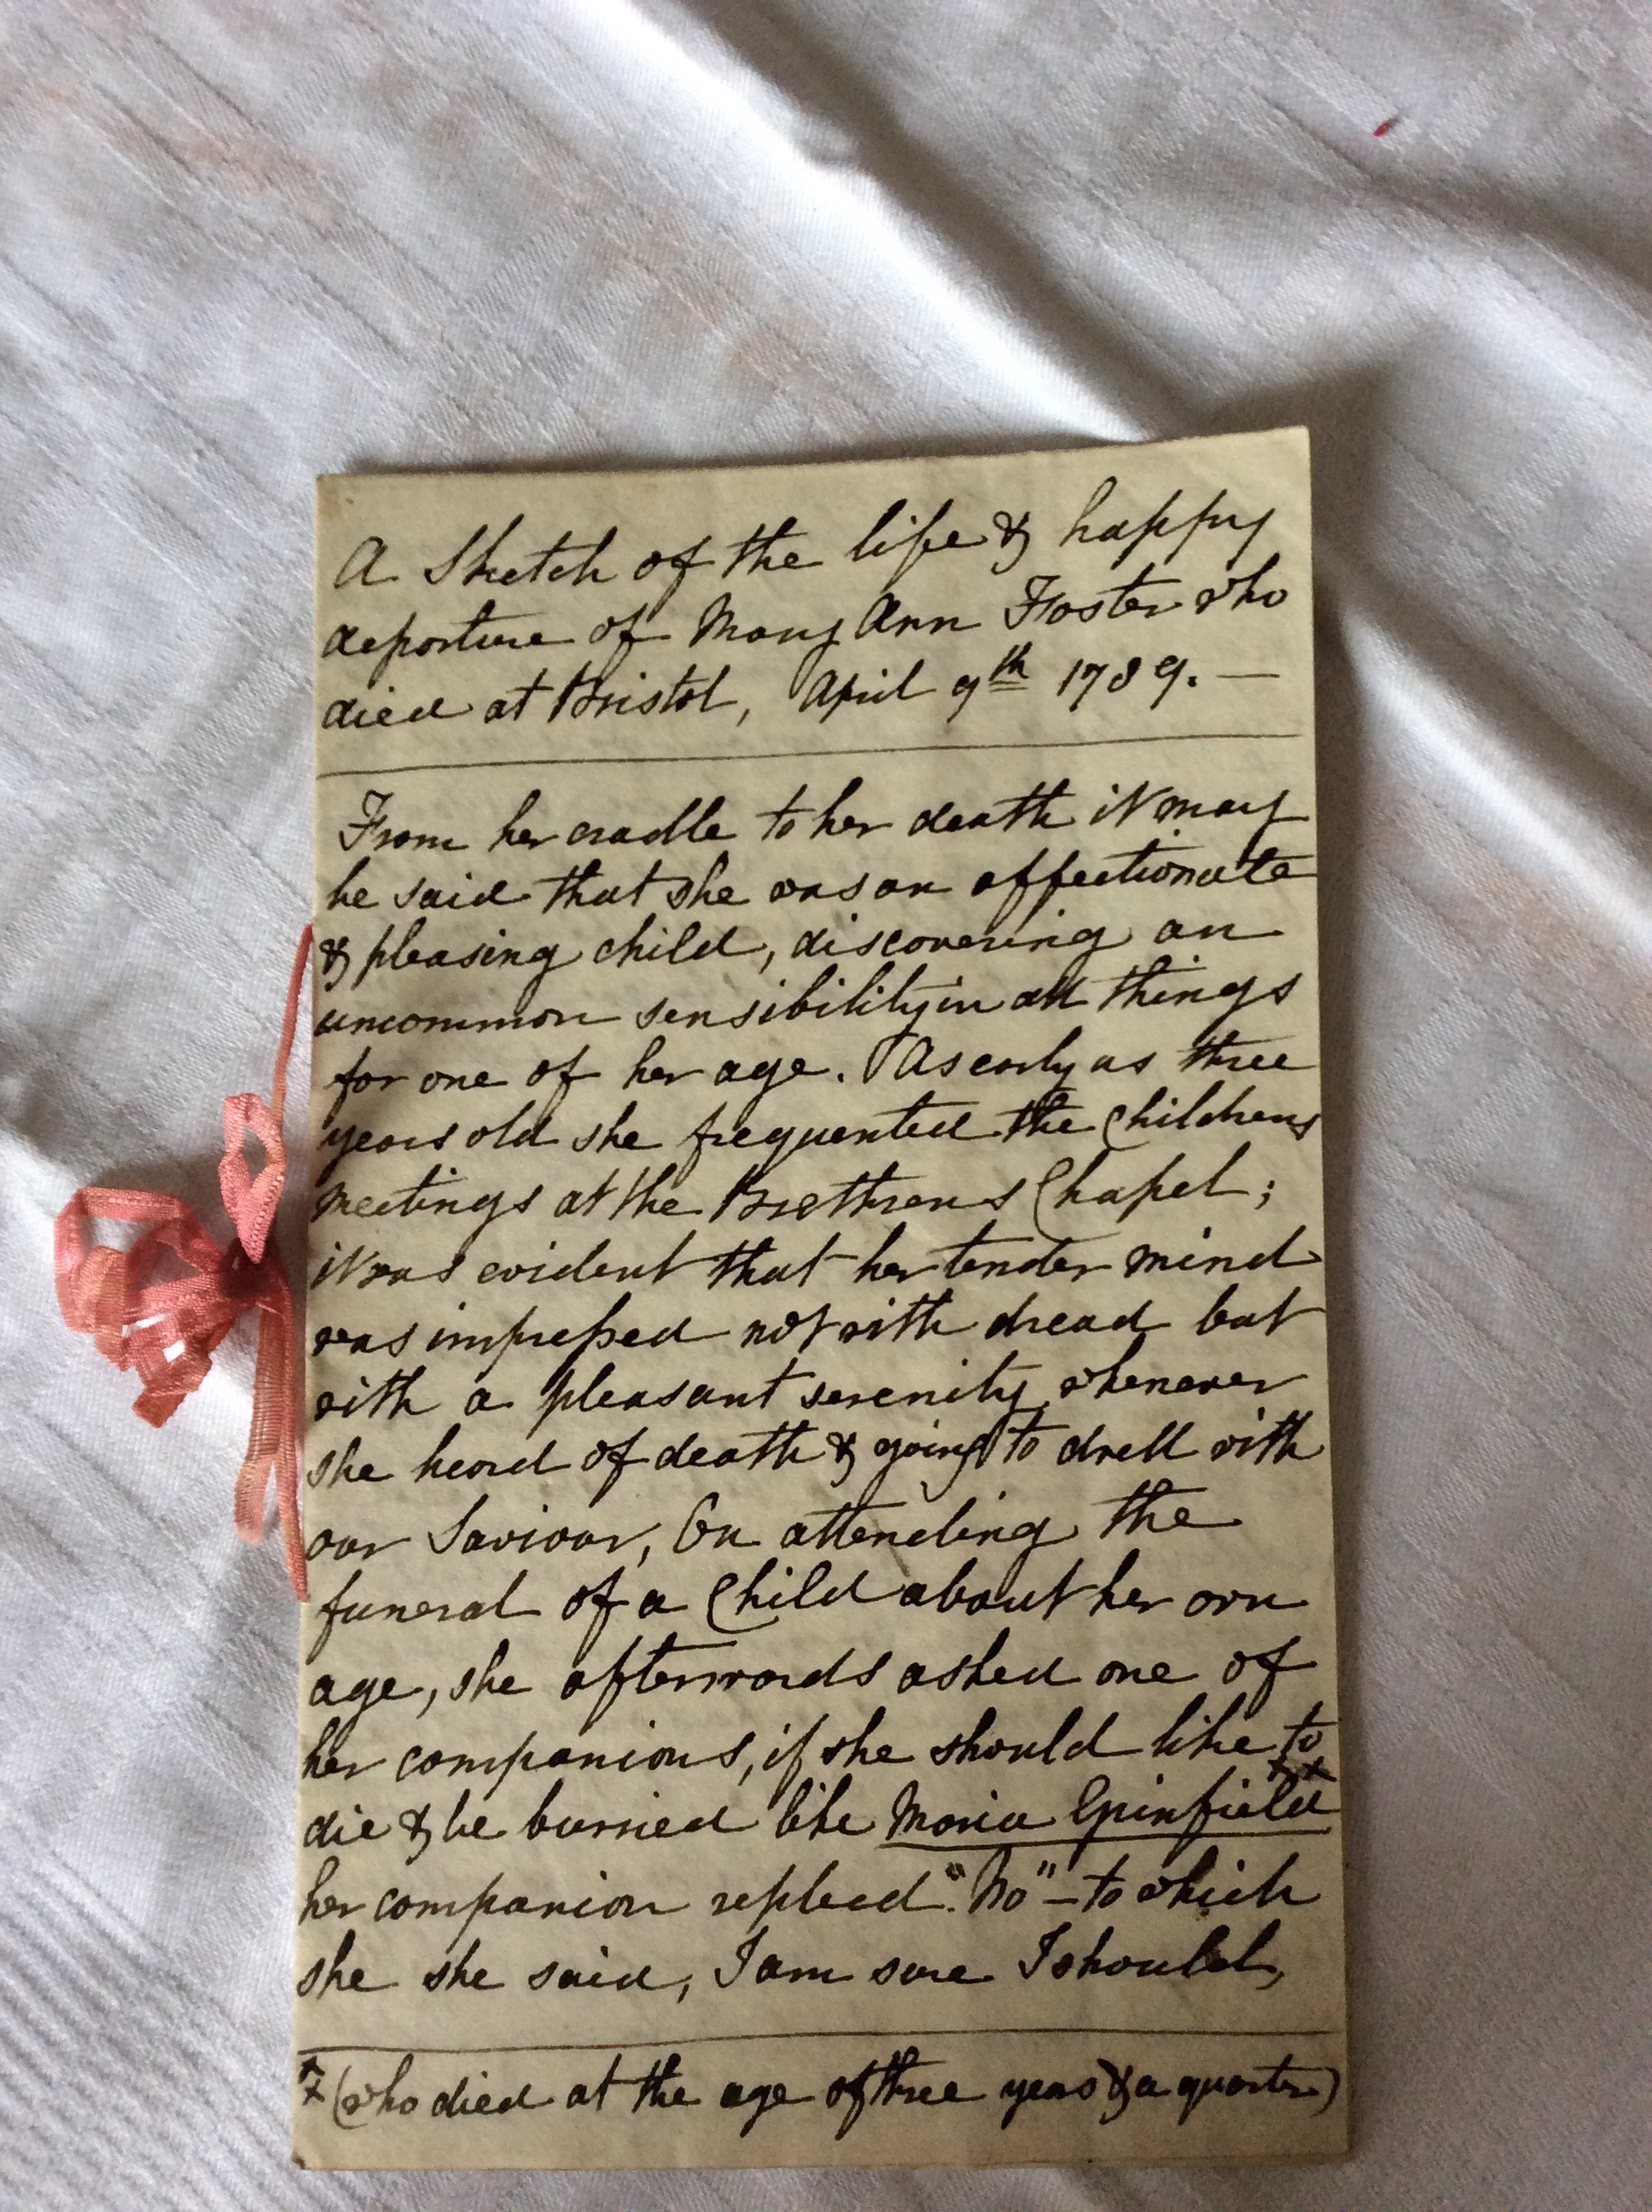 A Sketch of the life & happy
departure of Mary Ann Foster who
died at Bristol, April 9th 1789. —
From her cradle to her death it may
be said that she was an affectionate
& pleasing child, discovering an
uncommon sensibility in all things
for one of her age. As early as three
years old she frequented the Childrens
meetings at the Brethrens Chapel;
it was evident that her tender mind
was impressed not with dread but
with a pleasant serenity whenever
she heard of death & going to dwell with
our Saviour, On attending the
funeral of a Child about her own
age, she afterwards asked one of
her companions, if she should like to
die & be burried like Maria Grinfield
her companion replied "No" – to which
she she said, I am sure I should,
(who died at the age of three years & a quarter)